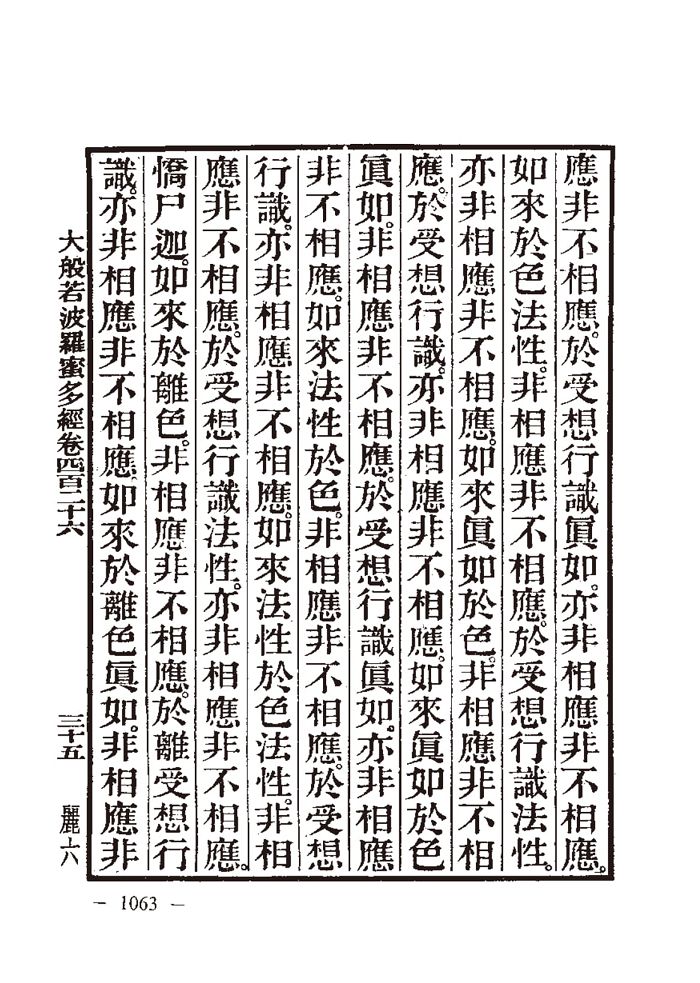 應非不相應。於受想行識眞如。亦非相應非不相應。
如來於色法性。非相應非不相應。於受想行識法性。
亦非相應非不相應。如來眞如於色。非相應非不相
應。於受想行識。亦非相應非不相應。如來眞如於色
眞如。非相應非不相應。於受想行識眞如。亦非相應
非不相應。如來法性於色。非相應非不相應。於受想
行識。亦非相應非不相應。如來法性於色法性。非相
應非不相應。於受想行識法性。亦非相應非不相應。
憍尸迦。如來於離色。非相應非不相應。於離受想行
識。亦非相應非不相應。如來於離色眞如。非相應非
大般若波羅蜜多經卷四百二十六 三十五 麗六
— 1063 —